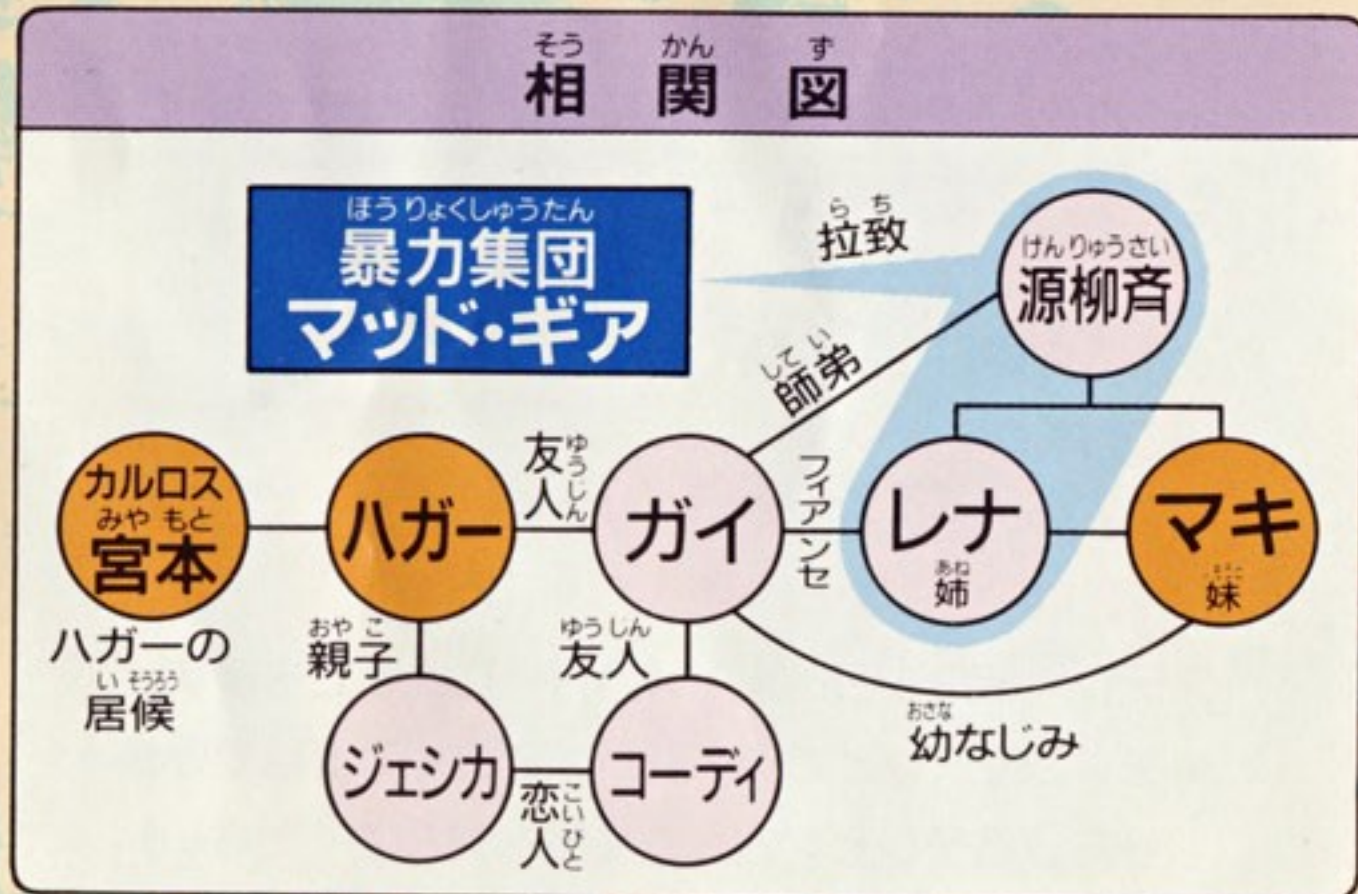 そう かん ず
相関図
ほうりょくしゅうたん
暴力集団
マッド・ギア
らち
拉致
けんりゅうさい
源柳斉
してい
師弟
カルロス
みやもと
宮本
ハガーの
いそうろう
居候
ハガー
友人
ゆうじん
ガイ
フィアンセ
レナ
あね
姉
マキ
妹
おやこ
親子
ゆうじん
友人
おさな
幼なじみ
ジェシカ
恋人
こいびと
コーディ